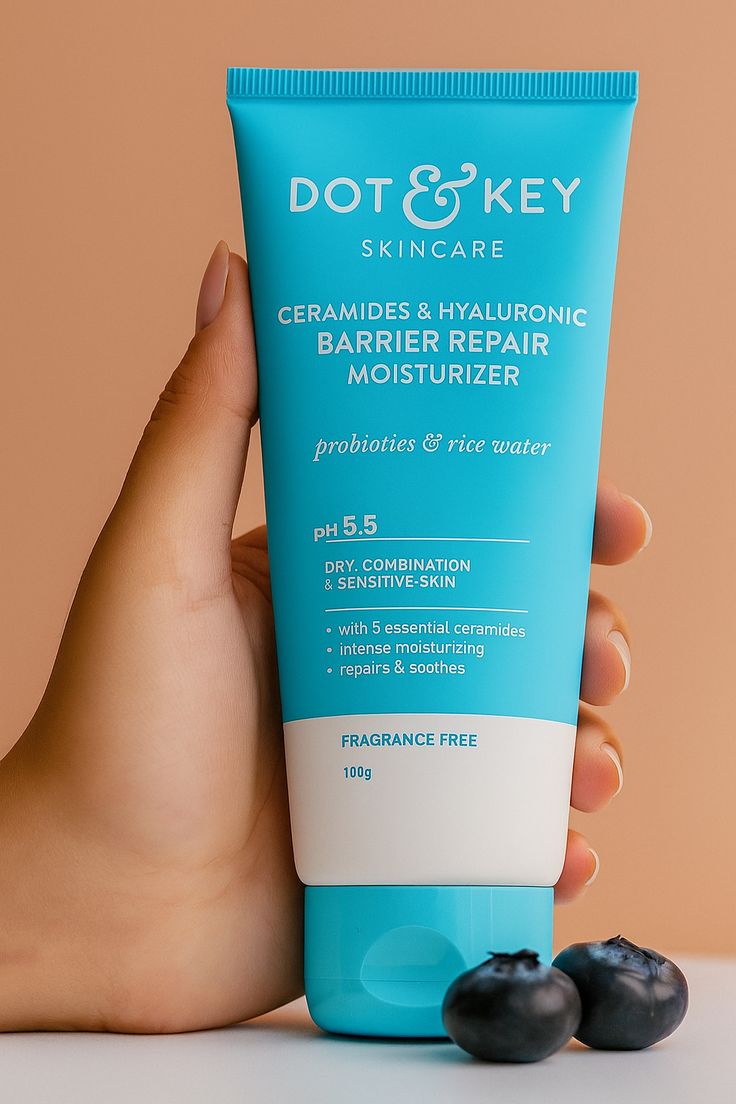 DOT & KEY
SKINCARE
CERAMIDES & HYALURONIC
BARRIER REPAIR
MOISTURIZER
probioties & rice water
pH 5.5
DRY. COMBINATION
& SENSITIVE-SKIN
• with 5 essential ceramides
• intense moisturizing
• repairs & soothes
FRAGRANCE FREE
100g